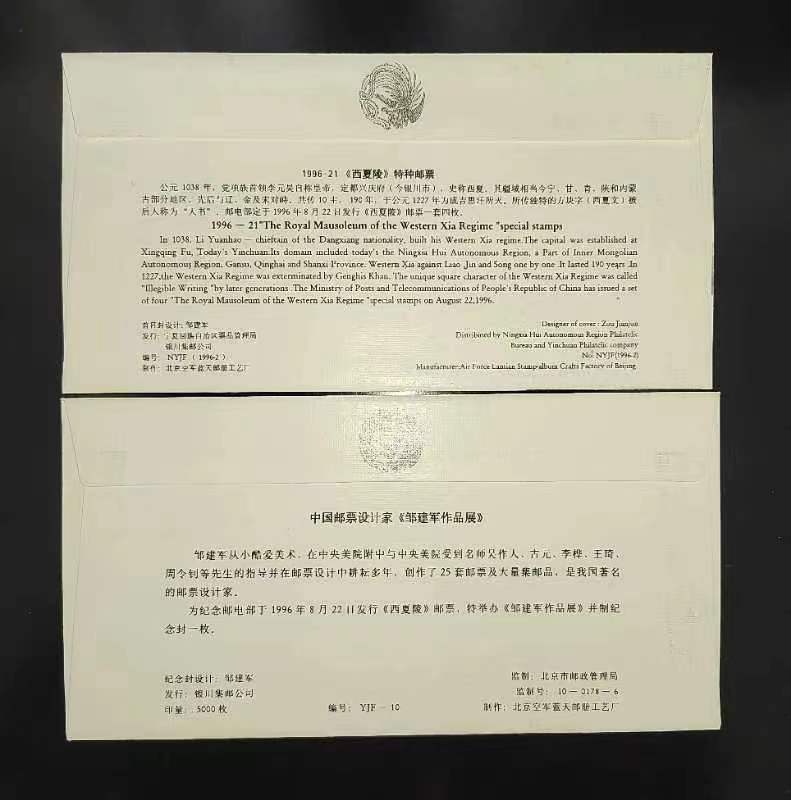 1996-21《西夏陵》特种邮票
公元 1038 年，党项族首领李元昊自称皇帝，定都兴庆府（今银川市），史称西夏，其疆域相当今宁、甘、青、陕和内蒙
古部分地区，先后与辽、金及宋对峙，共传10主，190年，于公元1227年为成吉思汗所灭，所传独特的方块字（西夏文）被
后人称为“天书”。邮电部定于1996年8月22日发行《西夏陵》邮票一套四枚。
1996 — 21"The Royal Mausoleum of the Western Xia Regime "special stamps
In 1038, Li Yuanhao - chieftain of the Dangxiang nationality, built his Western Xia regime.The capital was established at
Xingqing Fu, Today's Yinchuan.Its domain included today's the Ningxia Hui Autonomous Region, a Part of Inner Mongolian
Autonomouş Region, Gansu, Qinghai and Shanxi Province. Western Xia against Liao ,Jin and Song one by one .It lasted 190 years .In
1227,the Western Xia Regime was exterminated by Genghis Khan. The unique square character of the Western Xia Regime was called
"Illegible Writing "by later generations .The Ministry of Posts and Telecommunications of People's Republic of China has issued a set
of four "The Royal Mausoleum of the Western Xia Regime "special stamps on August 22,1996.
首日封设计：邹建军
Designer of cover : Zou Jianjun
发行：宁夏回族自治区票品管理局
Distributed by Ningxia Hui Autonomous Region Philatelic
银川集邮公司
Bureau and Yinchuan Philatelic company
编号： NYJF （ 1996-2 ）
No: NYJF(1996-2)
制作： 北京空军蓝天邮册工艺厂
Manufacturer:Air Force Lantian Stamp-album Crafts Factory of Beijing
中国邮票设计家《邹建军作品展》
邹建军从小酷爱美术，在中央美院附中与中央美院受到名师吴作人、古元、李桦、王琦、
周令钊等先生的指导并在邮票设计中耕耘多年，创作了25套邮票及大量集邮品，是我国著名
的邮票设计家。
为纪念邮电部于1996年8月22日发行《西夏陵》邮票，特举办《邹建军作品展》并制纪
念封一枚。
纪念封设计：邹建军
监制：北京市邮政管理局
发行：银川集邮公司
监制号：10－0178－6
印量：5000枚
编号：YJF－10
制作：北京空军蓝天邮册工艺厂